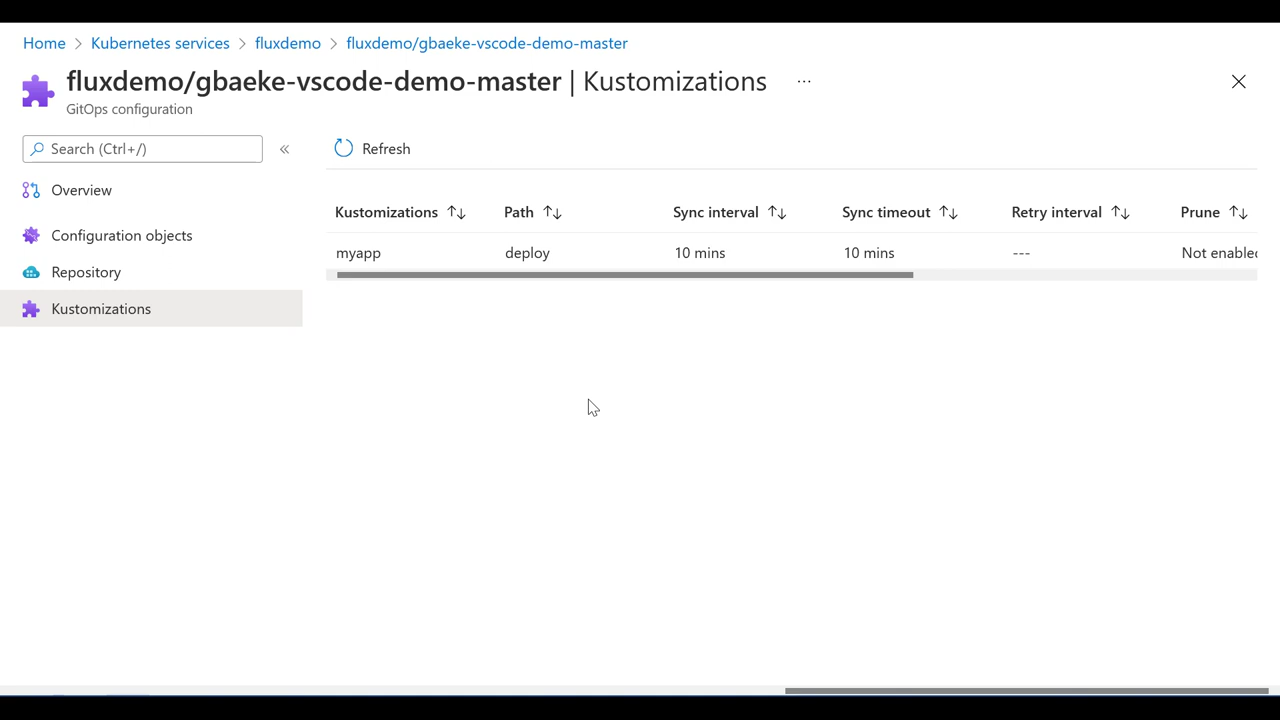 Home > Kubernetes services > fluxdemo > fluxdemo/gbaeke-vscode-demo-master
fluxdemo/gbaeke-vscode-demo-master | Kustomizations ...
GitOps configuration
Search (Ctrl+/) «
Refresh
Overview
Configuration objects
Repository
Kustomizations
Kustomizations ↑↓ Path ↑↓ Sync interval ↑↓ Sync timeout ↑↓ Retry interval ↑↓ Prune ↑↓
myapp deploy 10 mins 10 mins --- Not enable